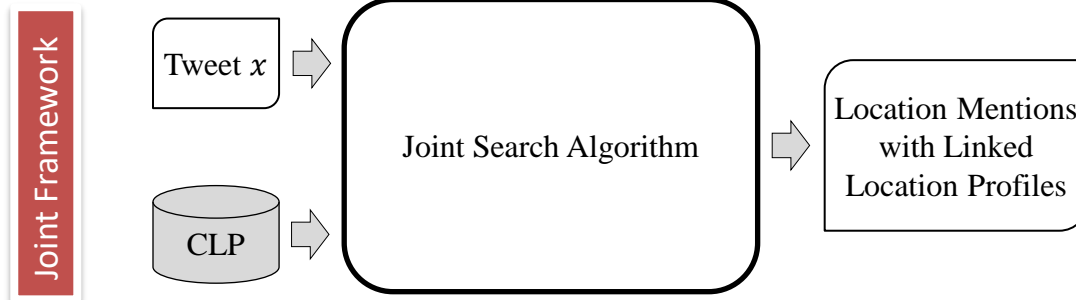 Joint Framework
Tweet x
CLP
Joint Search Algorithm
Location Mentions
with Linked
Location Profiles